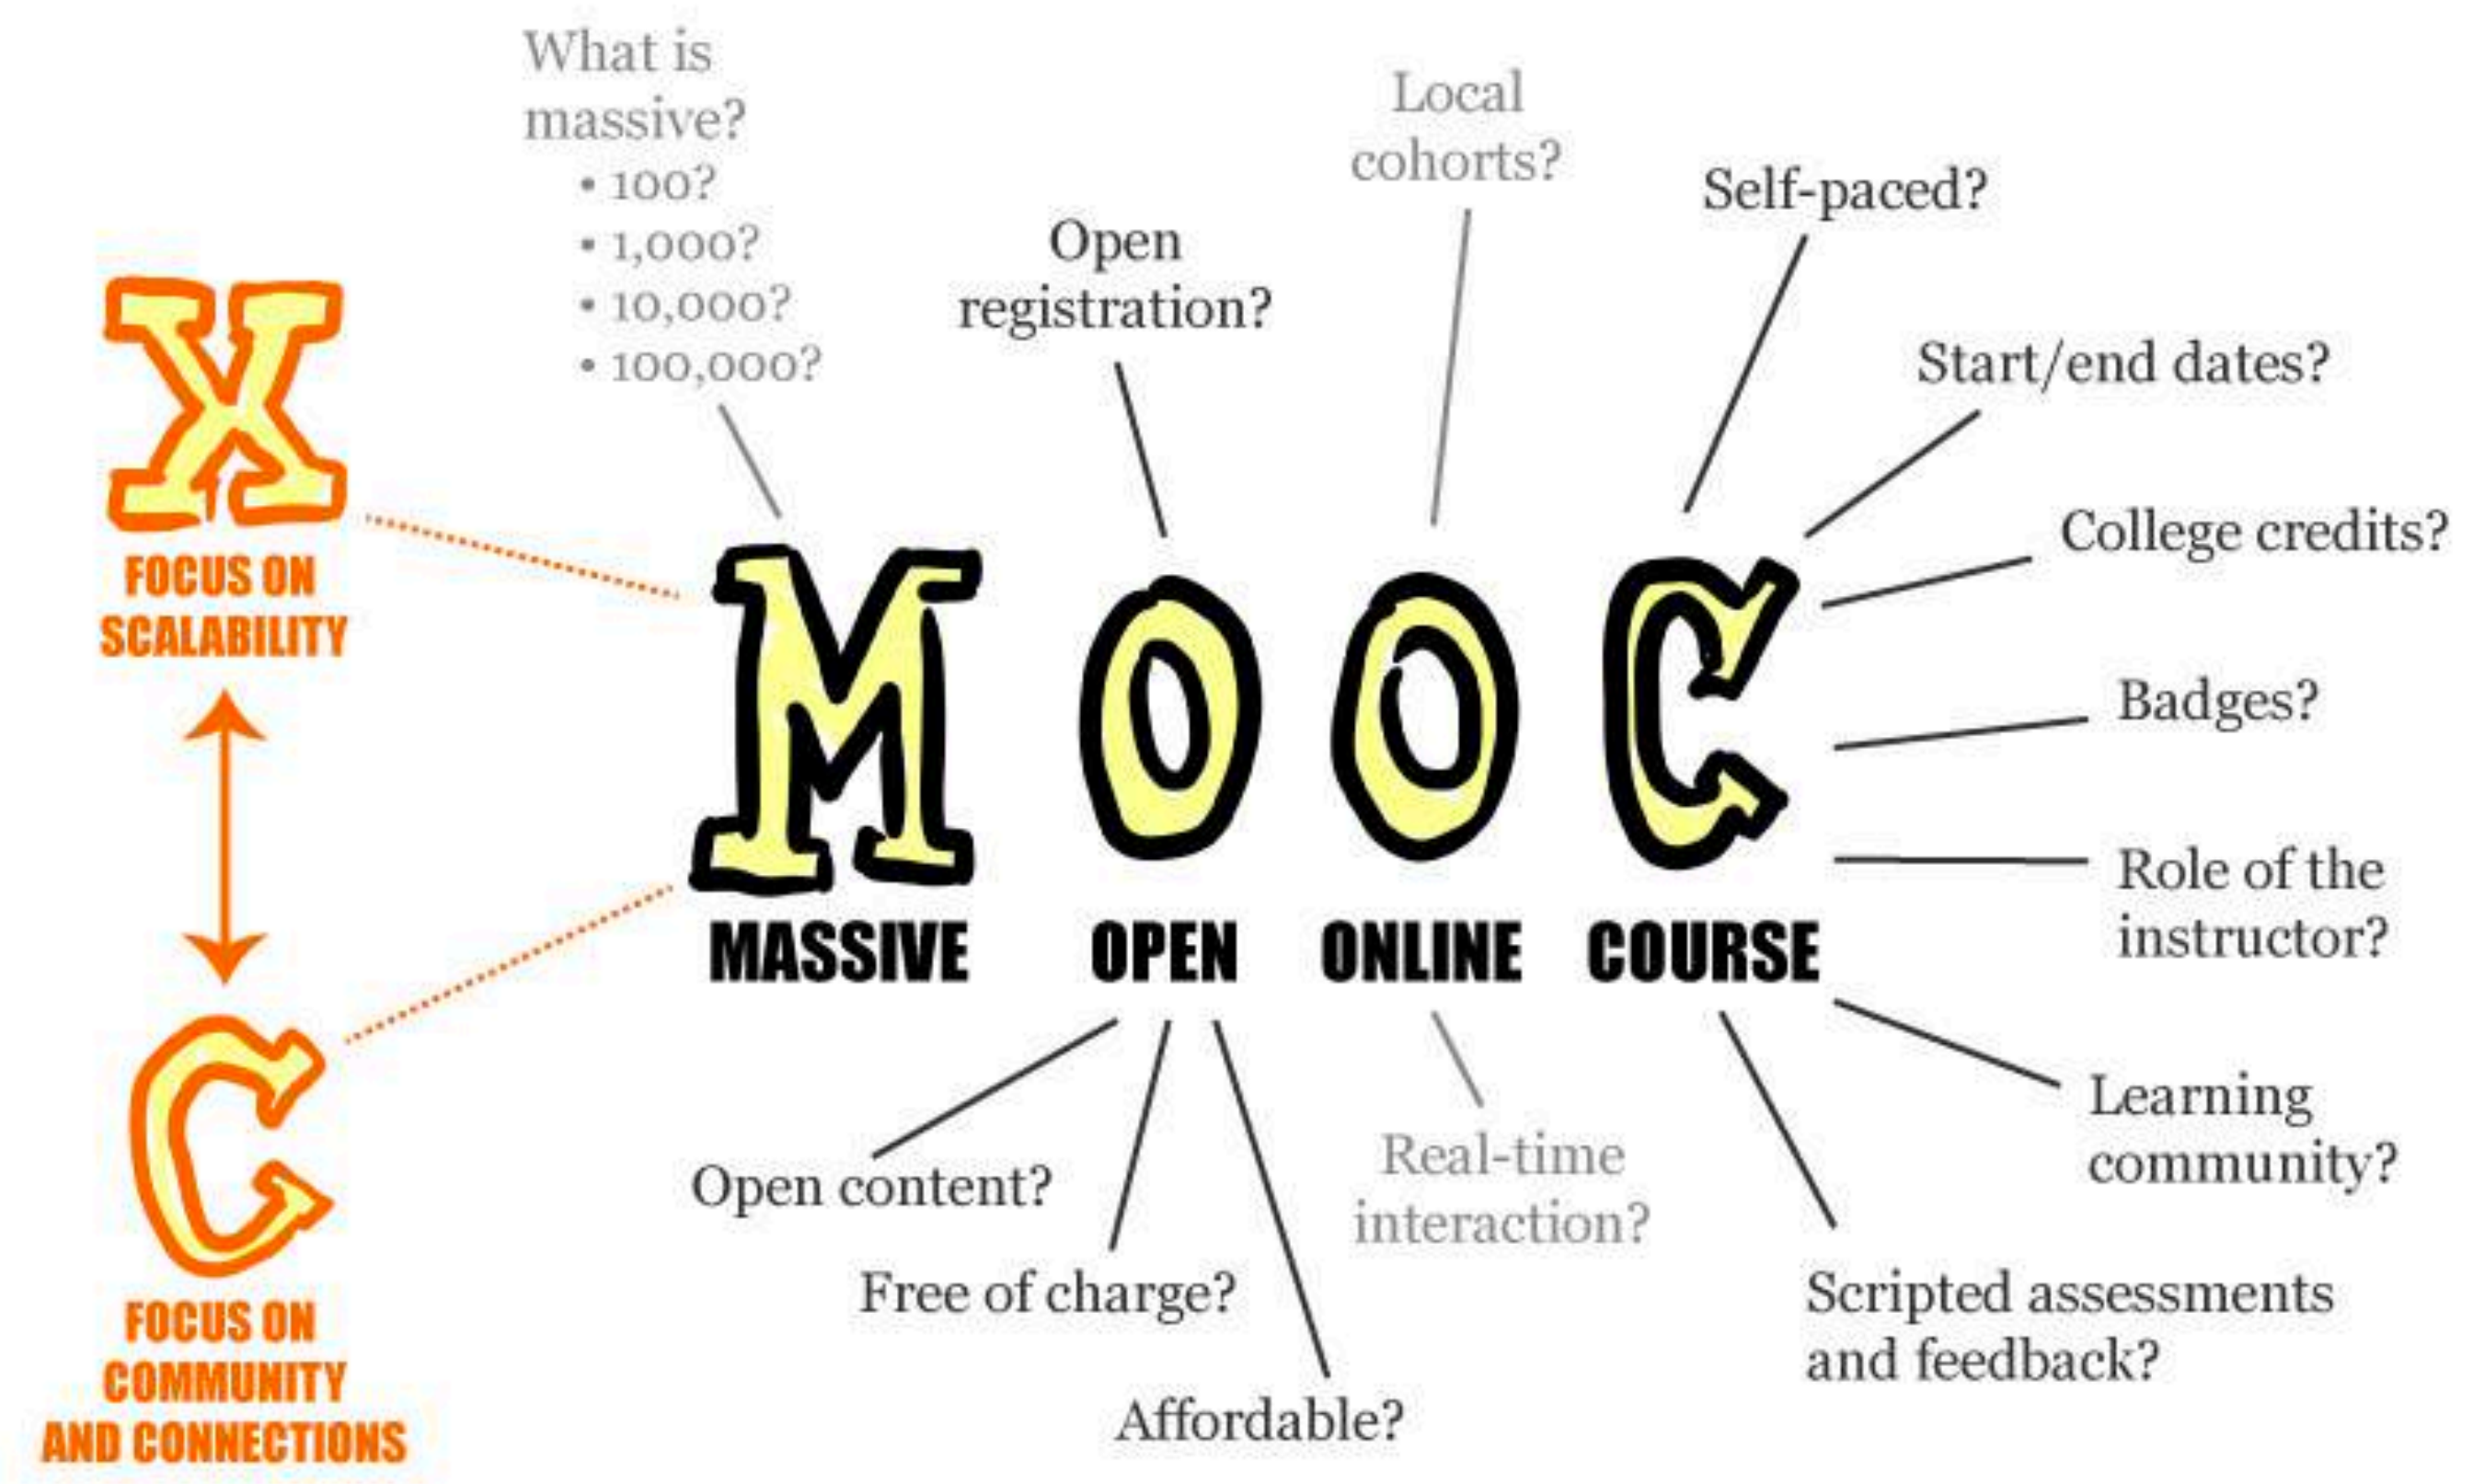 What is
massive?
• 100?
• 1,000?
• 10,000?
• 100,000?
Open
registration?
Local
cohorts?
Self-paced?
Start/end dates?
College credits?
Badges?
Role of the
instructor?
Learning
community?
Scripted assessments
and feedback?
X
FOCUS ON
SCALABILITY
C
FOCUS ON
COMMUNITY
AND CONNECTIONS
M O O C
MASSIVE OPEN ONLINE COURSE
Open content?
Free of charge?
Affordable?
Real-time
interaction?